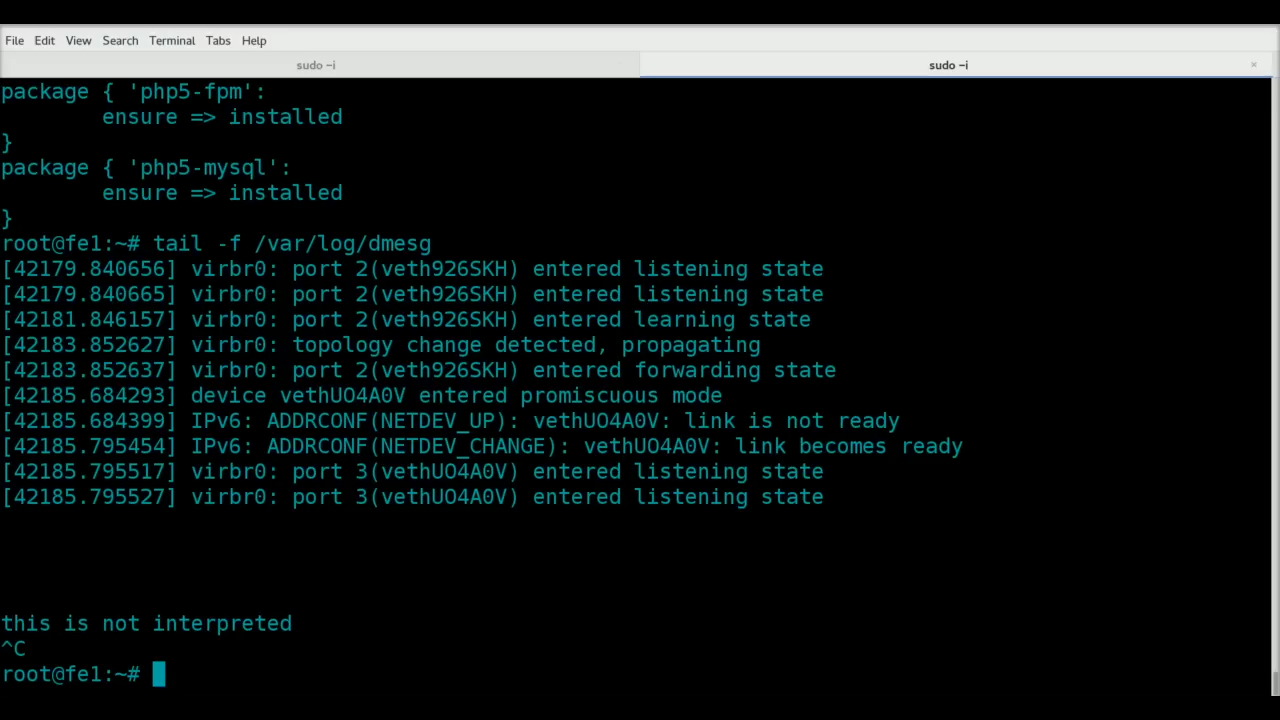 File Edit View Search Terminal Tabs Help
sudo -i sudo -i ×
package { 'php5-fpm':
        ensure => installed
}
package { 'php5-mysql':
        ensure => installed
}
root@fe1:~# tail -f /var/log/dmesg
[42179.840656] virbr0: port 2(veth926SKH) entered listening state
[42179.840665] virbr0: port 2(veth926SKH) entered listening state
[42181.846157] virbr0: port 2(veth926SKH) entered learning state
[42183.852627] virbr0: topology change detected, propagating
[42183.852637] virbr0: port 2(veth926SKH) entered forwarding state
[42185.684293] device vethUO4A0V entered promiscuous mode
[42185.684399] IPv6: ADDRCONF(NETDEV_UP): vethUO4A0V: link is not ready
[42185.795454] IPv6: ADDRCONF(NETDEV_CHANGE): vethUO4A0V: link becomes ready
[42185.795517] virbr0: port 3(vethUO4A0V) entered listening state
[42185.795527] virbr0: port 3(vethUO4A0V) entered listening state
this is not interpreted
^C
root@fe1:~#